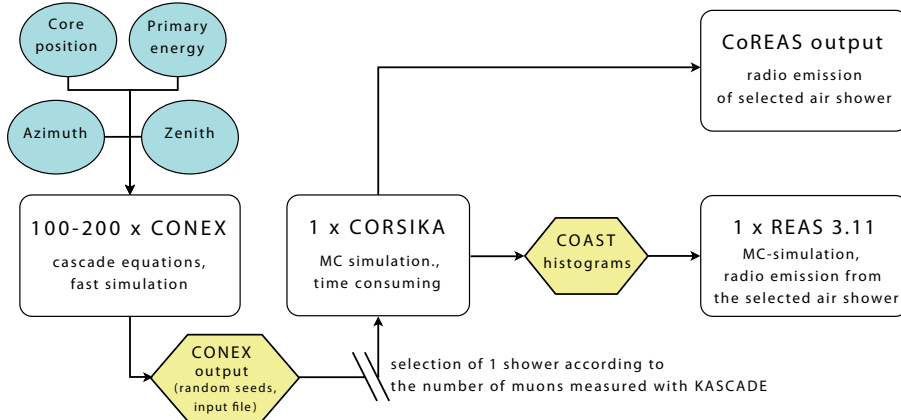 Core
position
Primary
energy
Azimuth
Zenith
100-200 x CONEX
cascade equations,
fast simulation
CONEX
output
(random seeds,
input file)
1 x CORSIKA
MC simulation.,
time consuming
selection of 1 shower according to
the number of muons measured with KASCADE
COAST
histograms
CoREAS output
radio emission
of selected air shower
1 x REAS 3.11
MC-simulation,
radio emission from
the selected air shower